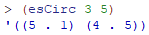 > (esCirc 3 5)
'((5 . 1) (4 . 5))